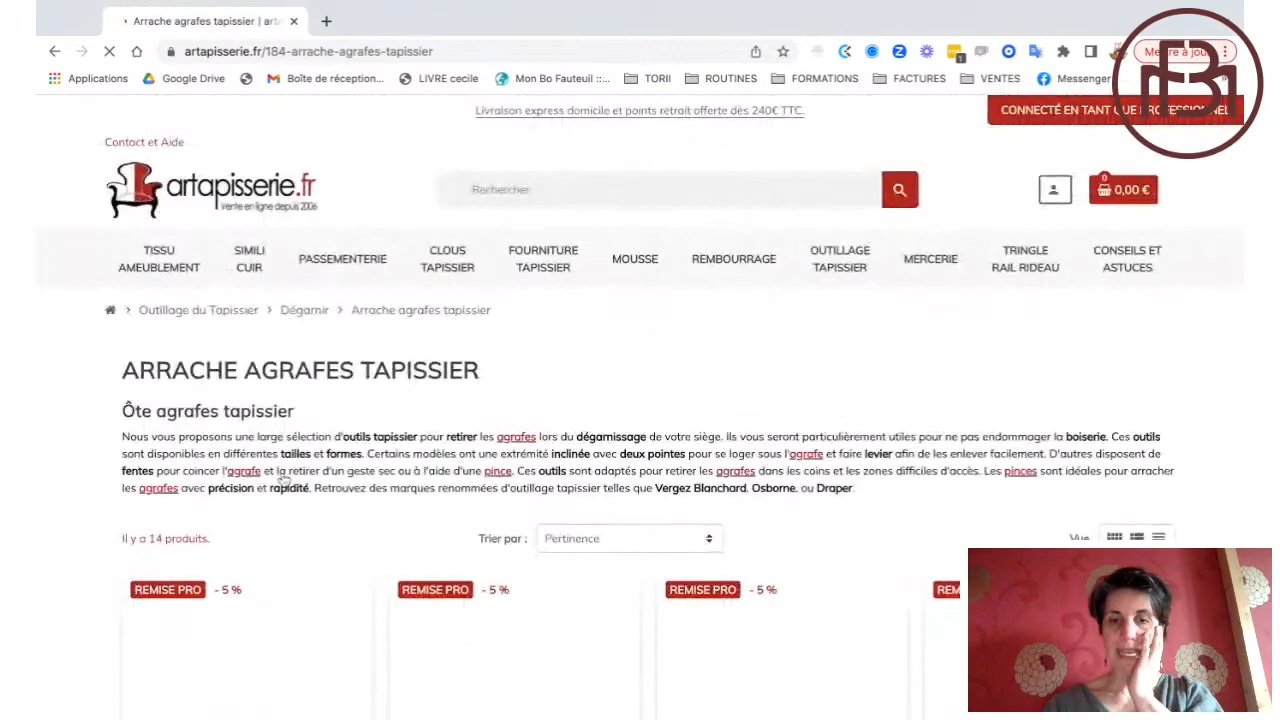 Arrache agrafes tapissier | art
artapisserie.fr/184-arrache-agrafes-tapissier
Applications Google Drive Boîte de réception... LIVRE cecile Mon Bo Fauteuil ::... TORII ROUTINES FORMATIONS FACTURES VENTES Messenger »
Livraison express domicile et points retrait offerte dès 240€ TTC.
CONNECTÉ EN TANT QUE PROFESSIONNEL
Contact et Aide
artapisserie.fr
vente en ligne depuis 2006
Rechercher
0
0,00 €
TISSU AMEUBLEMENT
SIMILI CUIR
PASSEMENTERIE
CLOUS TAPISSIER
FOURNITURE TAPISSIER
MOUSSE
REMBOURRAGE
OUTILLAGE TAPISSIER
MERCERIE
TRINGLE RAIL RIDEAU
CONSEILS ET ASTUCES
Outillage du Tapissier > Dégarnir > Arrache agrafes tapissier
ARRACHE AGRAFES TAPISSIER
Ôte agrafes tapissier
Nous vous proposons une large sélection d'outils tapissier pour retirer les agrafes lors du dégarnissage de votre siège. Ils vous seront particulièrement utiles pour ne pas endommager la boiserie. Ces outils
sont disponibles en différentes tailles et formes. Certains modèles ont une extrémité inclinée avec deux pointes pour se loger sous l'agrafe et faire levier afin de les enlever facilement. D'autres disposent de
fentes pour coincer l'agrafe et la retirer d'un geste sec ou à l'aide d'une pince. Ces outils sont adaptés pour retirer les agrafes dans les coins et les zones difficiles d'accès. Les pinces sont idéales pour arracher
les agrafes avec précision et rapidité. Retrouvez des marques renommées d'outillage tapissier telles que Vergez Blanchard, Osborne, ou Draper.
Il y a 14 produits.
Trier par :
Pertinence
Vue
REMISE PRO - 5 %
REMISE PRO - 5 %
REMISE PRO - 5 %